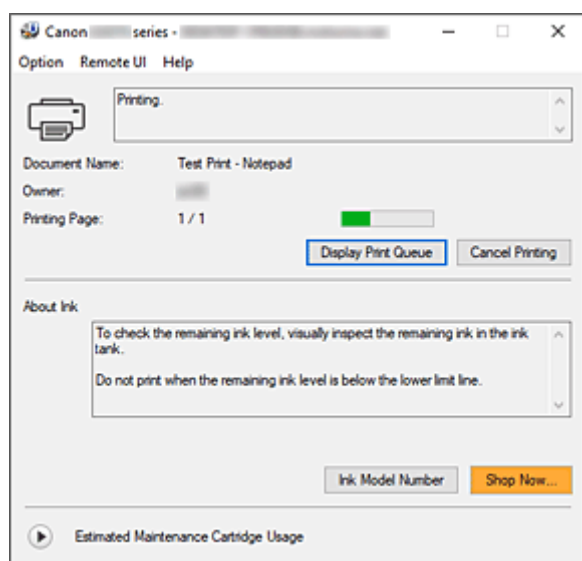 Canon series -
Option Remote UI Help
Printing.
Document Name: Test Print - Notepad
Owner:
Printing Page: 1 / 1
Display Print Queue Cancel Printing
About Ink
To check the remaining ink level, visually inspect the remaining ink in the ink
tank.
Do not print when the remaining ink level is below the lower limit line.
Ink Model Number Shop Now...
Estimated Maintenance Cartridge Usage